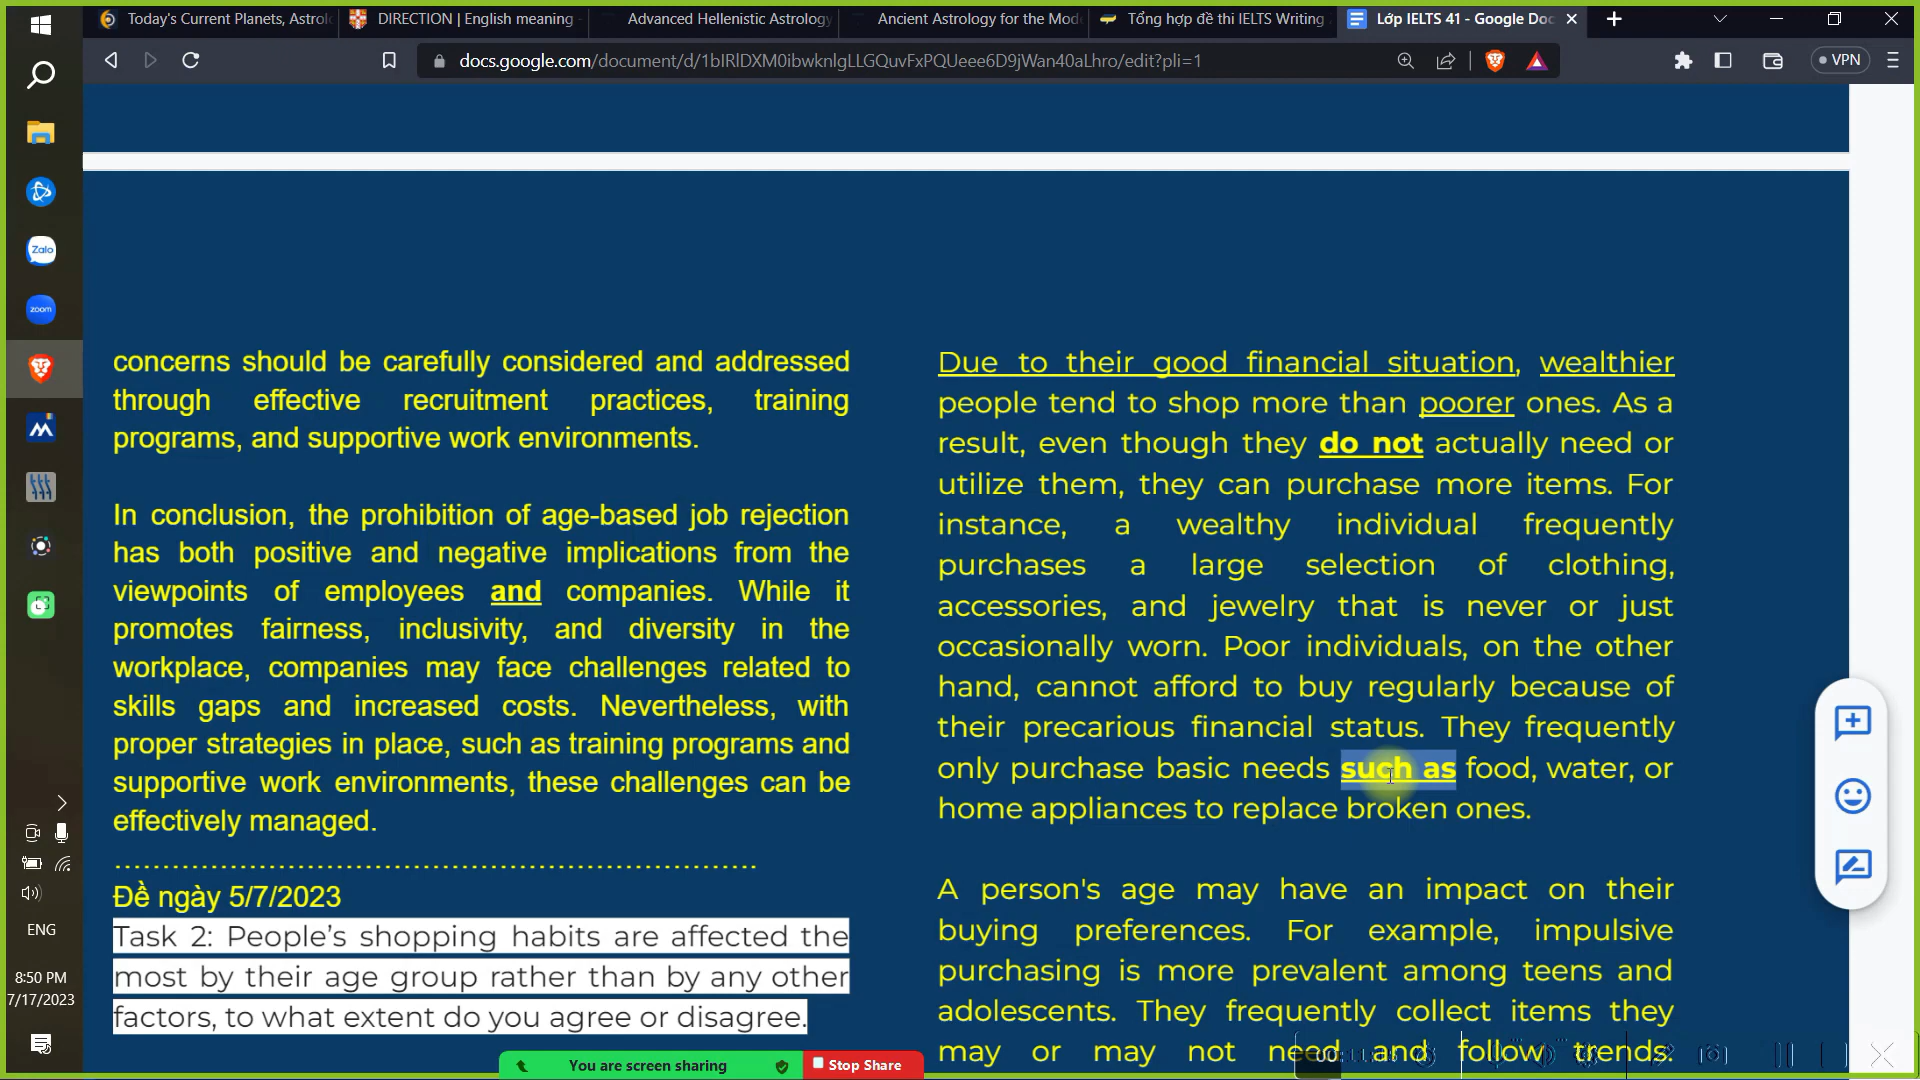 Today's Current Planets, Astrol
DIRECTION | English meaning
Advanced Hellenistic Astrology
Ancient Astrology for the Mod
Tổng hợp đề thi IELTS Writing
Lớp IELTS 41 - Google Doc
docs.google.com/document/d/1bIRlDXM0ibwknlgLLGQuvFxPQUeee6D9jWan40aLhro/edit?pli=1
VPN
Zalo
zoom
concerns should be carefully considered and addressed
through effective recruitment practices, training
programs, and supportive work environments.
In conclusion, the prohibition of age-based job rejection
has both positive and negative implications from the
viewpoints of employees and companies. While it
promotes fairness, inclusivity, and diversity in the
workplace, companies may face challenges related to
skills gaps and increased costs. Nevertheless, with
proper strategies in place, such as training programs and
supportive work environments, these challenges can be
effectively managed.
Đề ngày 5/7/2023
Task 2: People's shopping habits are affected the
most by their age group rather than by any other
factors, to what extent do you agree or disagree.
Due to their good financial situation, wealthier
people tend to shop more than poorer ones. As a
result, even though they do not actually need or
utilize them, they can purchase more items. For
instance, a wealthy individual frequently
purchases a large selection of clothing,
accessories, and jewelry that is never or just
occasionally worn. Poor individuals, on the other
hand, cannot afford to buy regularly because of
their precarious financial status. They frequently
only purchase basic needs such as food, water, or
home appliances to replace broken ones.
A person's age may have an impact on their
buying preferences. For example, impulsive
purchasing is more prevalent among teens and
adolescents. They frequently collect items they
may or may not need and follow trends.
ENG
8:50 PM
7/17/2023
You are screen sharing
Stop Share